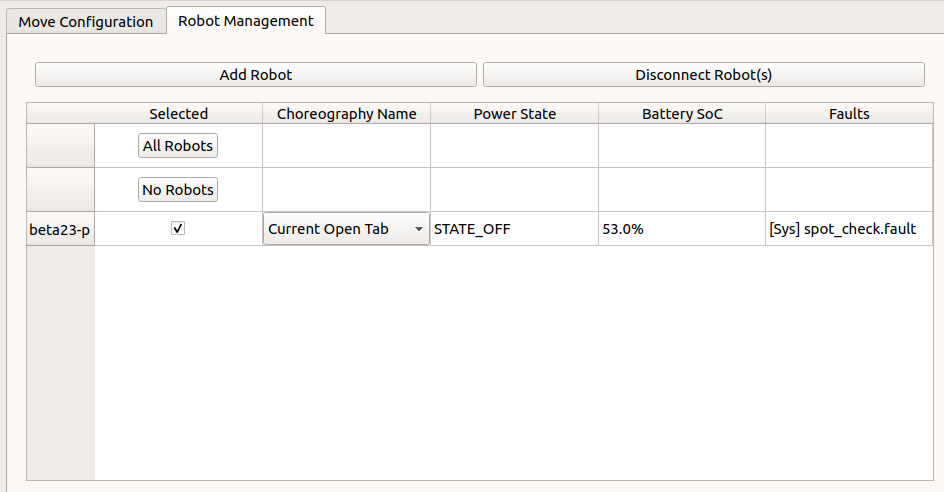 Move Configuration
Robot Management
Add Robot
Disconnect Robot(s)
Selected
Choreography Name
Power State
Battery SoC
Faults
All Robots
No Robots
beta23-p
Current Open Tab
STATE_OFF
53.0%
[Sys] spot_check.fault